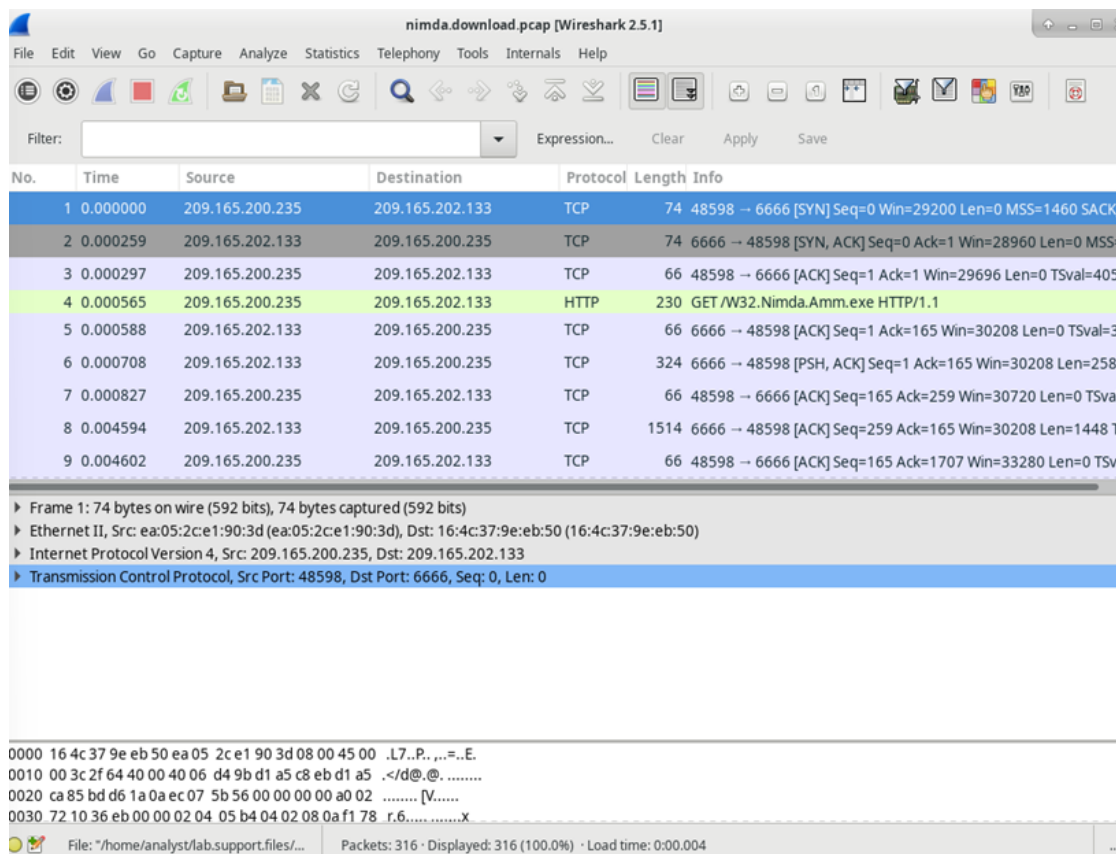 nimda.download.pcap [Wireshark 2.5.1]
File Edit View Go Capture Analyze Statistics Telephony Tools Internals Help
Filter: Expression... Clear Apply Save
No. Time Source Destination Protocol Length Info
1 0.000000 209.165.200.235 209.165.202.133 TCP 74 48598 → 6666 [SYN] Seq=0 Win=29200 Len=0 MSS=1460 SACK
2 0.000259 209.165.202.133 209.165.200.235 TCP 74 6666 → 48598 [SYN, ACK] Seq=0 Ack=1 Win=28960 Len=0 MSS=
3 0.000297 209.165.200.235 209.165.202.133 TCP 66 48598 → 6666 [ACK] Seq=1 Ack=1 Win=29696 Len=0 TSval=405
4 0.000565 209.165.200.235 209.165.202.133 HTTP 230 GET /W32.Nimda.Amm.exe HTTP/1.1
5 0.000588 209.165.202.133 209.165.200.235 TCP 66 6666 → 48598 [ACK] Seq=1 Ack=165 Win=30208 Len=0 TSval=3
6 0.000708 209.165.202.133 209.165.200.235 TCP 324 6666 → 48598 [PSH, ACK] Seq=1 Ack=165 Win=30208 Len=258
7 0.000827 209.165.200.235 209.165.202.133 TCP 66 48598 → 6666 [ACK] Seq=165 Ack=259 Win=30720 Len=0 TSva
8 0.004594 209.165.202.133 209.165.200.235 TCP 1514 6666 → 48598 [ACK] Seq=259 Ack=165 Win=30208 Len=1448 T
9 0.004602 209.165.200.235 209.165.202.133 TCP 66 48598 → 6666 [ACK] Seq=165 Ack=1707 Win=33280 Len=0 TSv
Frame 1: 74 bytes on wire (592 bits), 74 bytes captured (592 bits)
Ethernet II, Src: ea:05:2c:e1:90:3d (ea:05:2c:e1:90:3d), Dst: 16:4c:37:9e:eb:50 (16:4c:37:9e:eb:50)
Internet Protocol Version 4, Src: 209.165.200.235, Dst: 209.165.202.133
Transmission Control Protocol, Src Port: 48598, Dst Port: 6666, Seq: 0, Len: 0
0000 16 4c 37 9e eb 50 ea 05 2c e1 90 3d 08 00 45 00 .L7..P.. ,..=..E.
0010 00 3c 2f 64 40 00 40 06 d4 9b d1 a5 c8 eb d1 a5 .</d@.@. ........
0020 ca 85 bd d6 1a 0a ec 07 5b 56 00 00 00 00 a0 02 ........ [V......
0030 72 10 36 eb 00 00 02 04 05 b4 04 02 08 0a f1 78 r.6..... .......x
File: "/home/analyst/lab.support.files/... Packets: 316 · Displayed: 316 (100.0%) · Load time: 0:00.004 ...